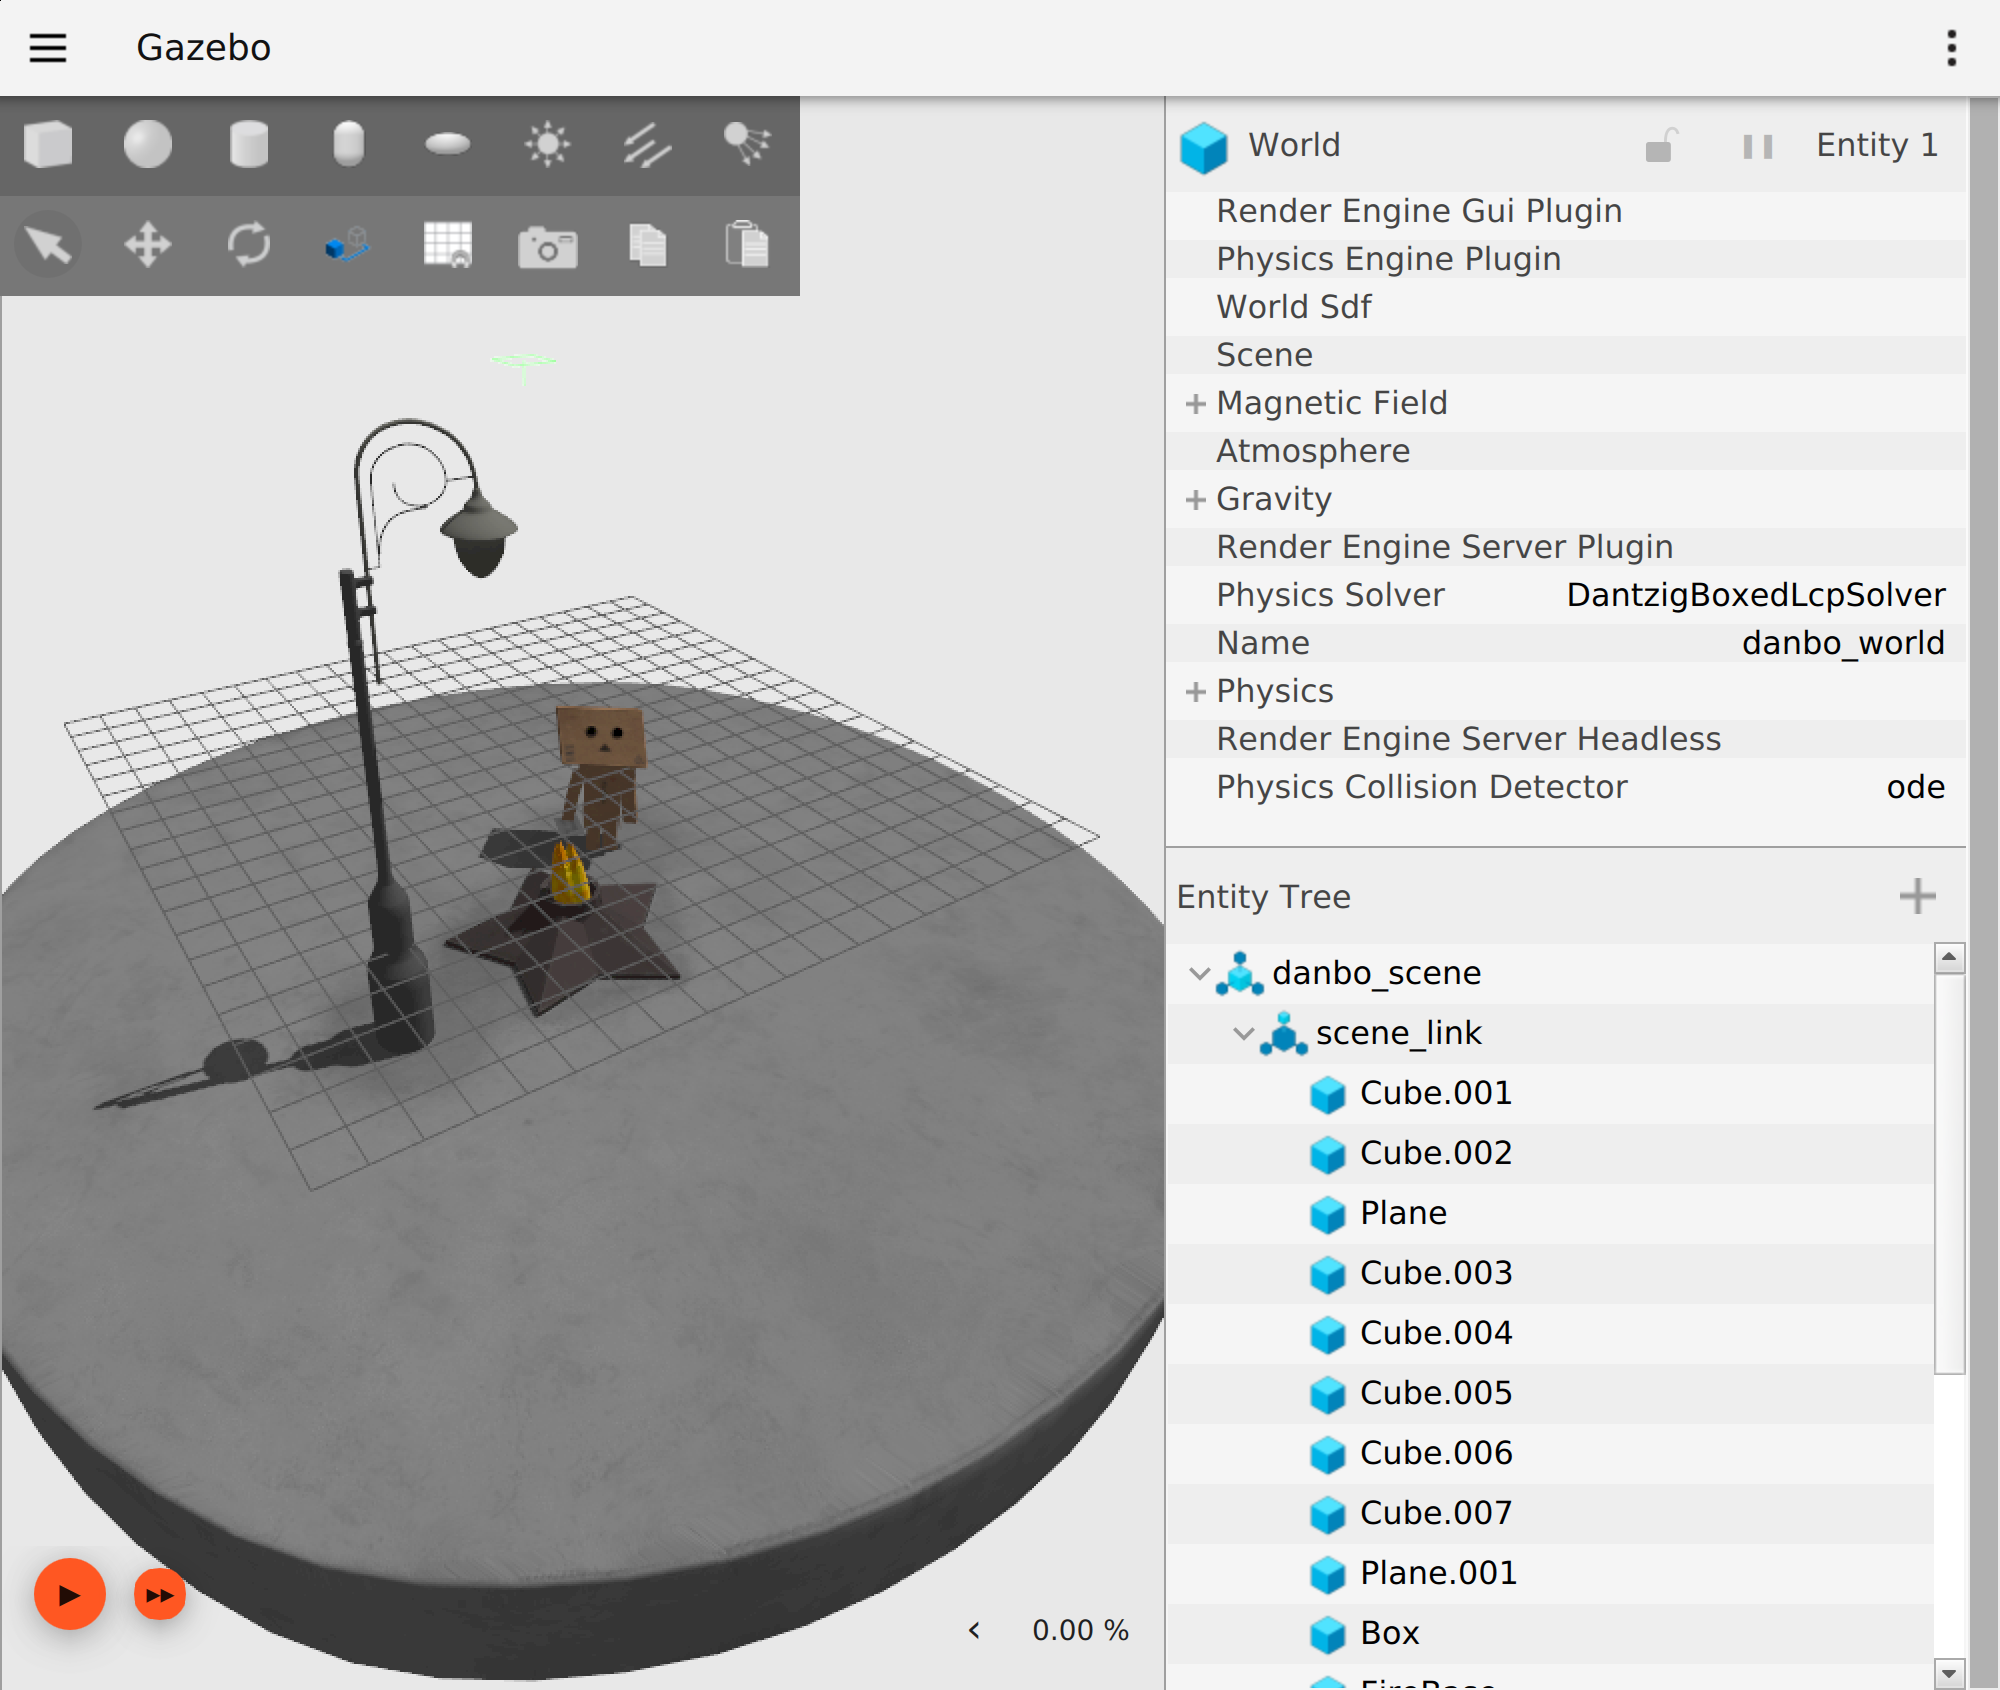 Gazebo
World
Entity 1
Render Engine Gui Plugin
Physics Engine Plugin
World Sdf
Scene
Magnetic Field
Atmosphere
Gravity
Render Engine Server Plugin
Physics Solver DantzigBoxedLcpSolver
Name danbo_world
Physics
Render Engine Server Headless
Physics Collision Detector ode
Entity Tree
danbo_scene
scene_link
Cube.001
Cube.002
Plane
Cube.003
Cube.004
Cube.005
Cube.006
Cube.007
Plane.001
Box
FireBase
0.00 %